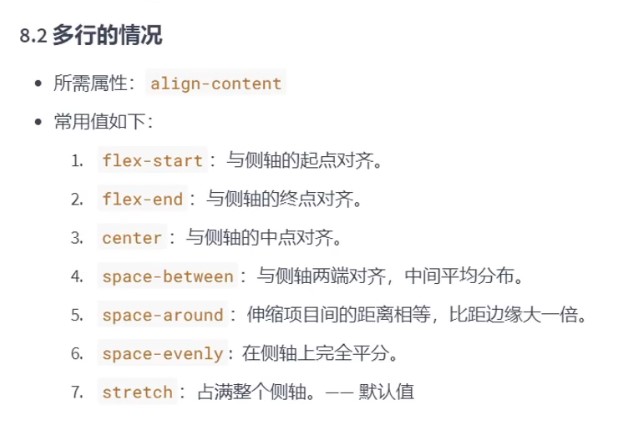 8.2 多行的情况
所需属性：align-content
常用值如下：
1. flex-start：与侧轴的起点对齐。
2. flex-end：与侧轴的终点对齐。
3. center：与侧轴的中点对齐。
4. space-between：与侧轴两端对齐，中间平均分布。
5. space-around：伸缩项目间的距离相等，比距边缘大一倍。
6. space-evenly: 在侧轴上完全平分。
7. stretch：占满整个侧轴。—— 默认值